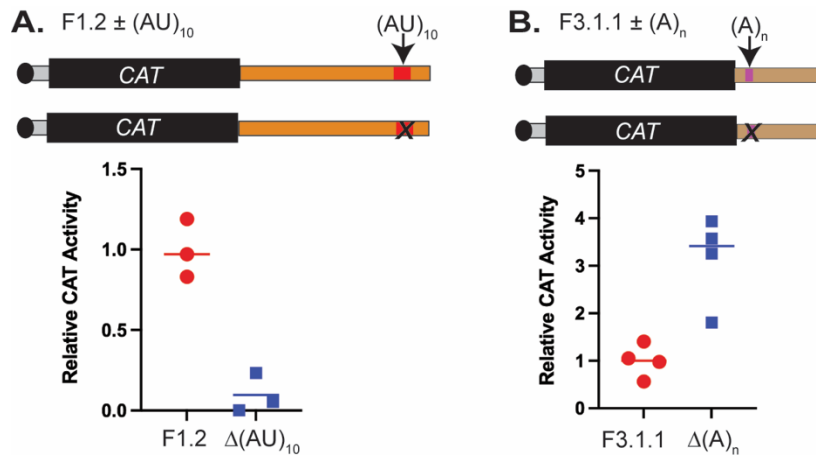 A. F1.2 ± (AU)₁₀
(AU)₁₀
CAT
X
CAT
Relative CAT Activity
1.5
1.0
0.5
0.0
F1.2 Δ(AU)₁₀
B. F3.1.1 ± (A)ₙ
(A)ₙ
CAT
X
CAT
Relative CAT Activity
5
4
3
2
1
0
F3.1.1 Δ(A)ₙ